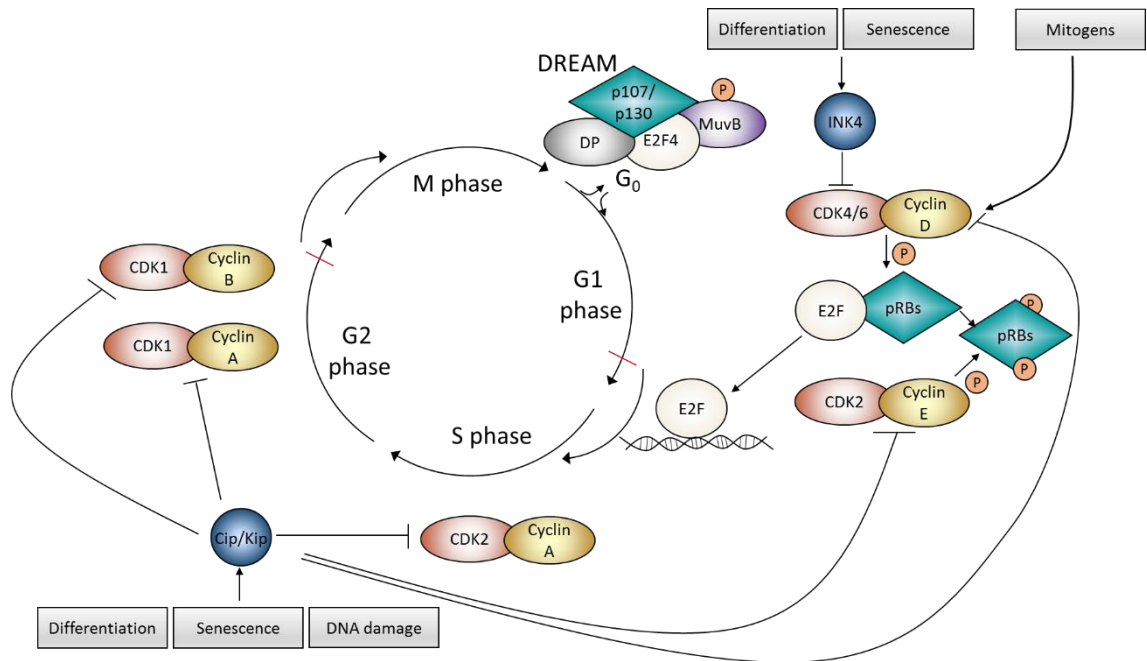 Differentiation
Senescence
Mitogens
DREAM
P
p107/
p130
MuvB
DP
E2F4
INK4
G0
M phase
CDK4/6
Cyclin
D
P
CDK1
Cyclin
B
G1
phase
E2F
pRBs
P
pRBs
P
CDK1
Cyclin
A
G2
phase
CDK2
Cyclin
E
P
E2F
S phase
Cip/Kip
CDK2
Cyclin
A
Differentiation
Senescence
DNA damage